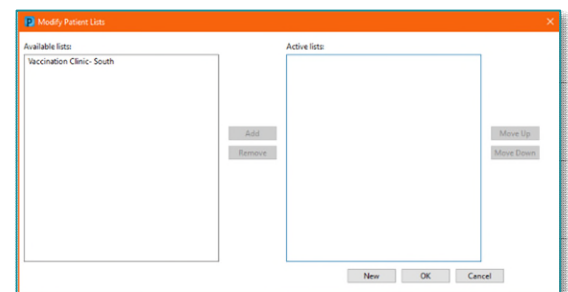 Modify Patient Lists
Available lists:
Active lists:
Vaccination Clinic- South
Add
Remove
Move Up
Move Down
New
OK
Cancel